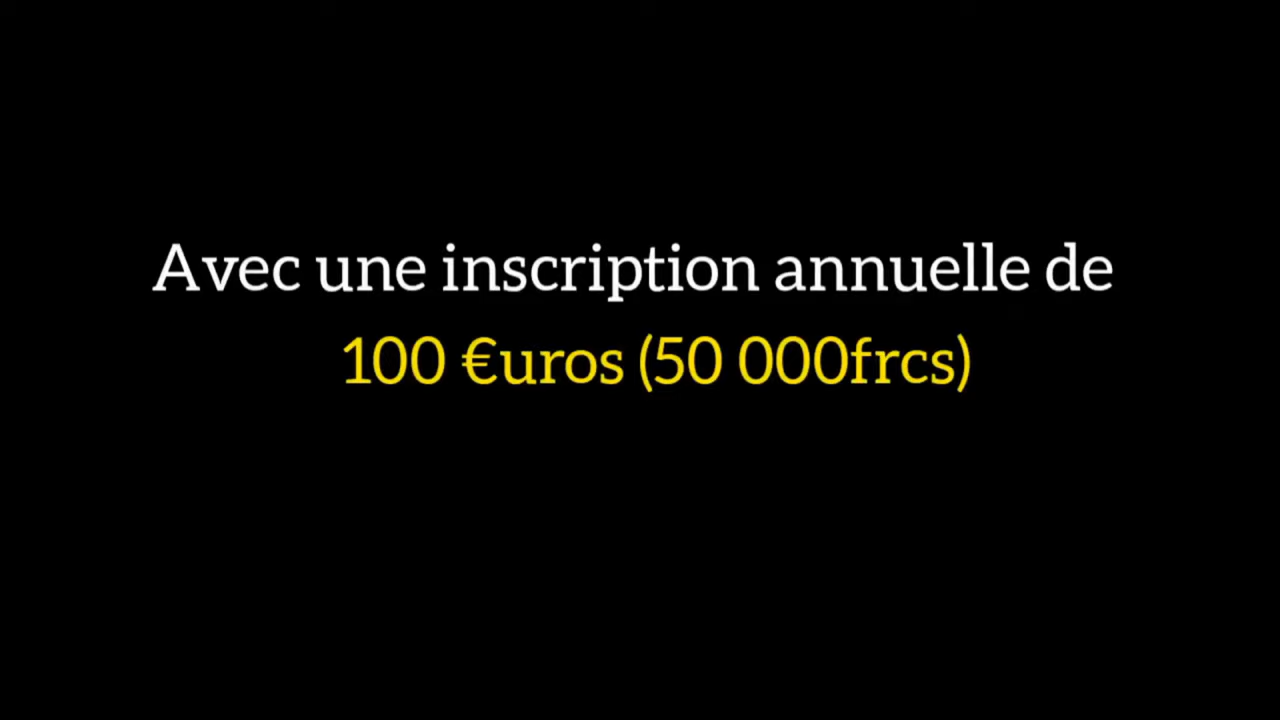 Avec une inscription annuelle de
100 €uros (50 000frcs)